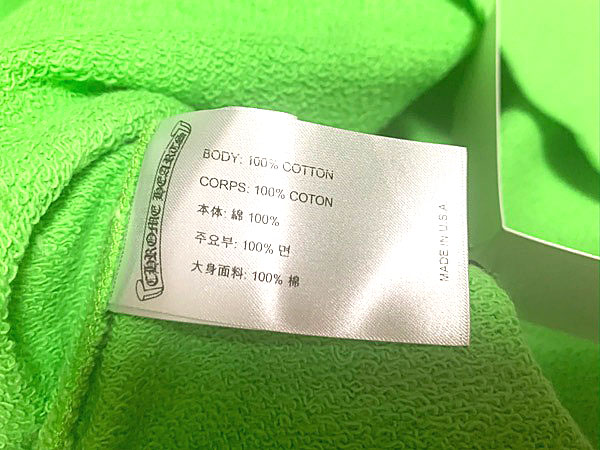 CHROME HEARTS
BODY: 100% COTTON
CORPS: 100% COTON
本体: 綿 100%
주요부: 100% 면
大身面料: 100% 棉
MADE IN U.S.A